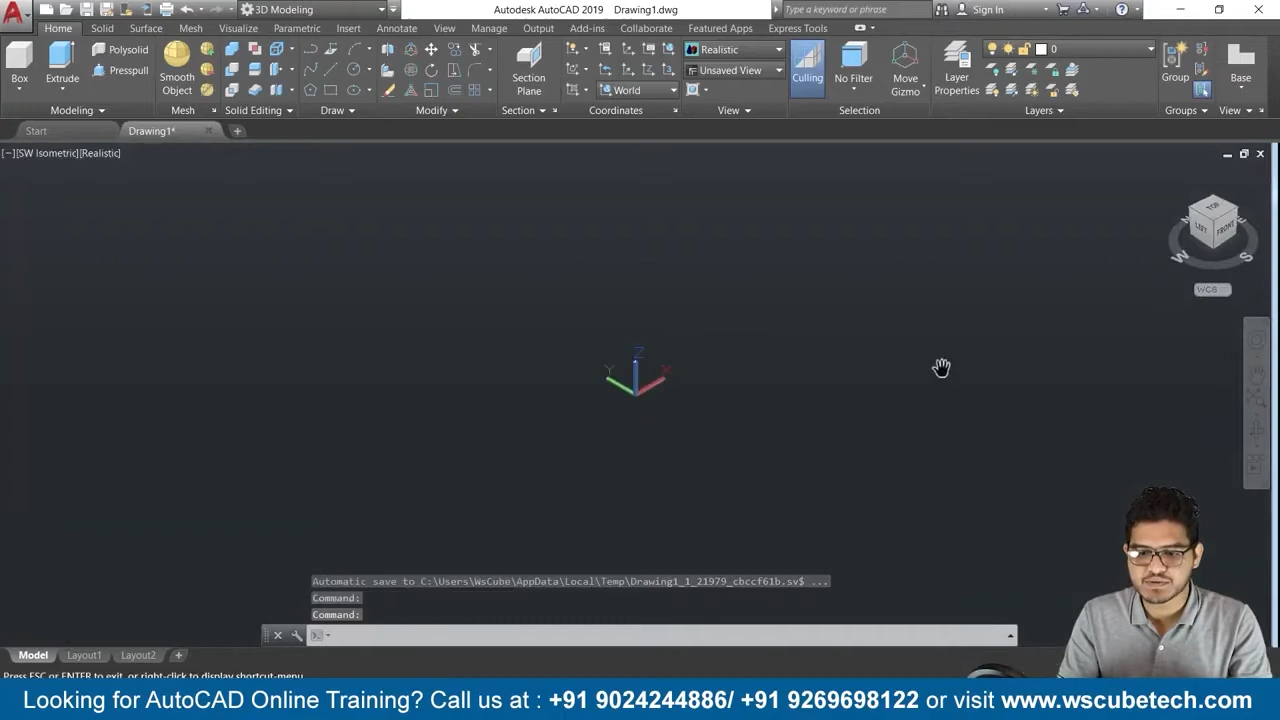 3D Modeling
Autodesk AutoCAD 2019 Drawing1.dwg
Type a keyword or phrase
Sign In
Home Solid Surface Mesh Visualize Parametric Insert Annotate View Manage Output Add-ins Collaborate Featured Apps Express Tools
Box
Extrude
Polysolid
Presspull
Smooth
Object
Section
Plane
World
Realistic
Unsaved View
Culling
No Filter
Move
Gizmo
Layer
Properties
0
Group
Base
Modeling Mesh Solid Editing Draw Modify Section Coordinates View Selection Layers Groups View
Start Drawing1*
[−][SW Isometric][Realistic]
TOP
LEFT FRONT
N E
W S
WCS
Z
Y X
Automatic save to C:\Users\WsCube\AppData\Local\Temp\Drawing1_1_21979_cbccf61b.sv$ ...
Command:
Command:
Model Layout1 Layout2
Press ESC or ENTER to exit, or right-click to display shortcut-menu.
Looking for AutoCAD Online Training? Call us at : +91 9024244886/ +91 9269698122 or visit www.wscubetech.com